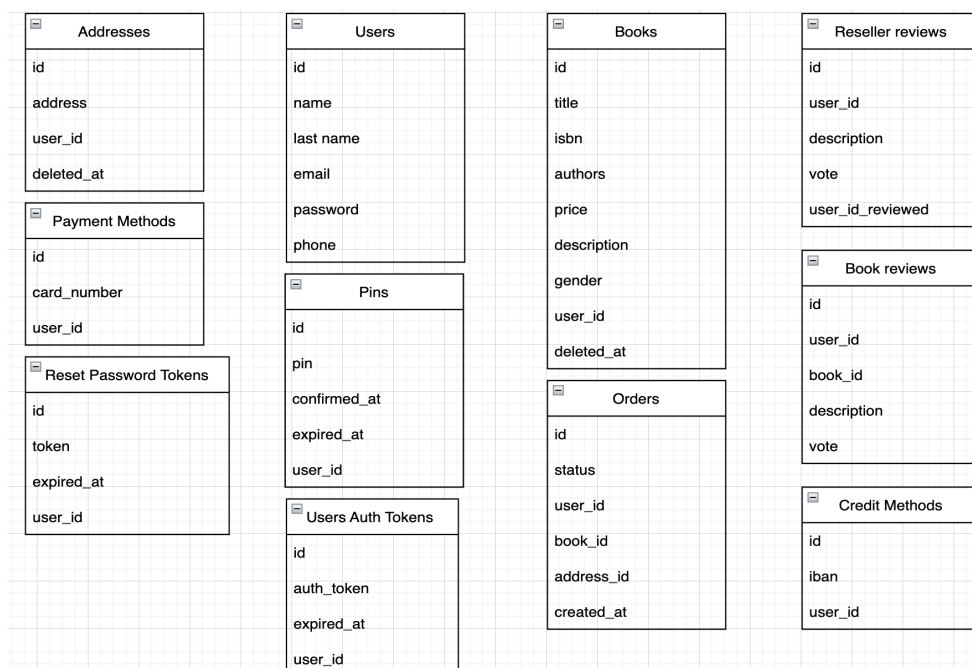 Addresses
id
address
user_id
deleted_at
Payment Methods
id
card_number
user_id
Reset Password Tokens
id
token
expired_at
user_id
Users
id
name
last name
email
password
phone
Pins
id
pin
confirmed_at
expired_at
user_id
Users Auth Tokens
id
auth_token
expired_at
user_id
Books
id
title
isbn
authors
price
description
gender
user_id
deleted_at
Orders
id
status
user_id
book_id
address_id
created_at
Reseller reviews
id
user_id
description
vote
user_id_reviewed
Book reviews
id
user_id
book_id
description
vote
Credit Methods
id
iban
user_id